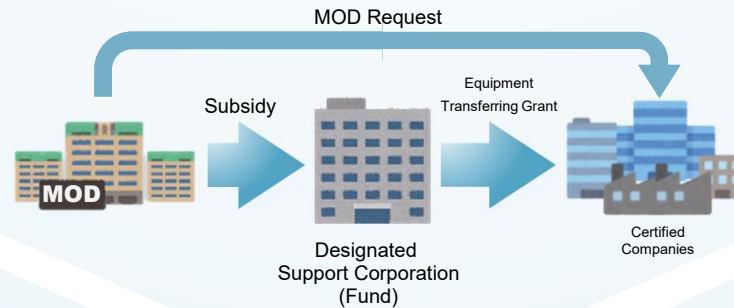 MOD Request
Subsidy
Equipment
Transferring Grant
MOD
Designated
Support Corporation
(Fund)
Certified
Companies